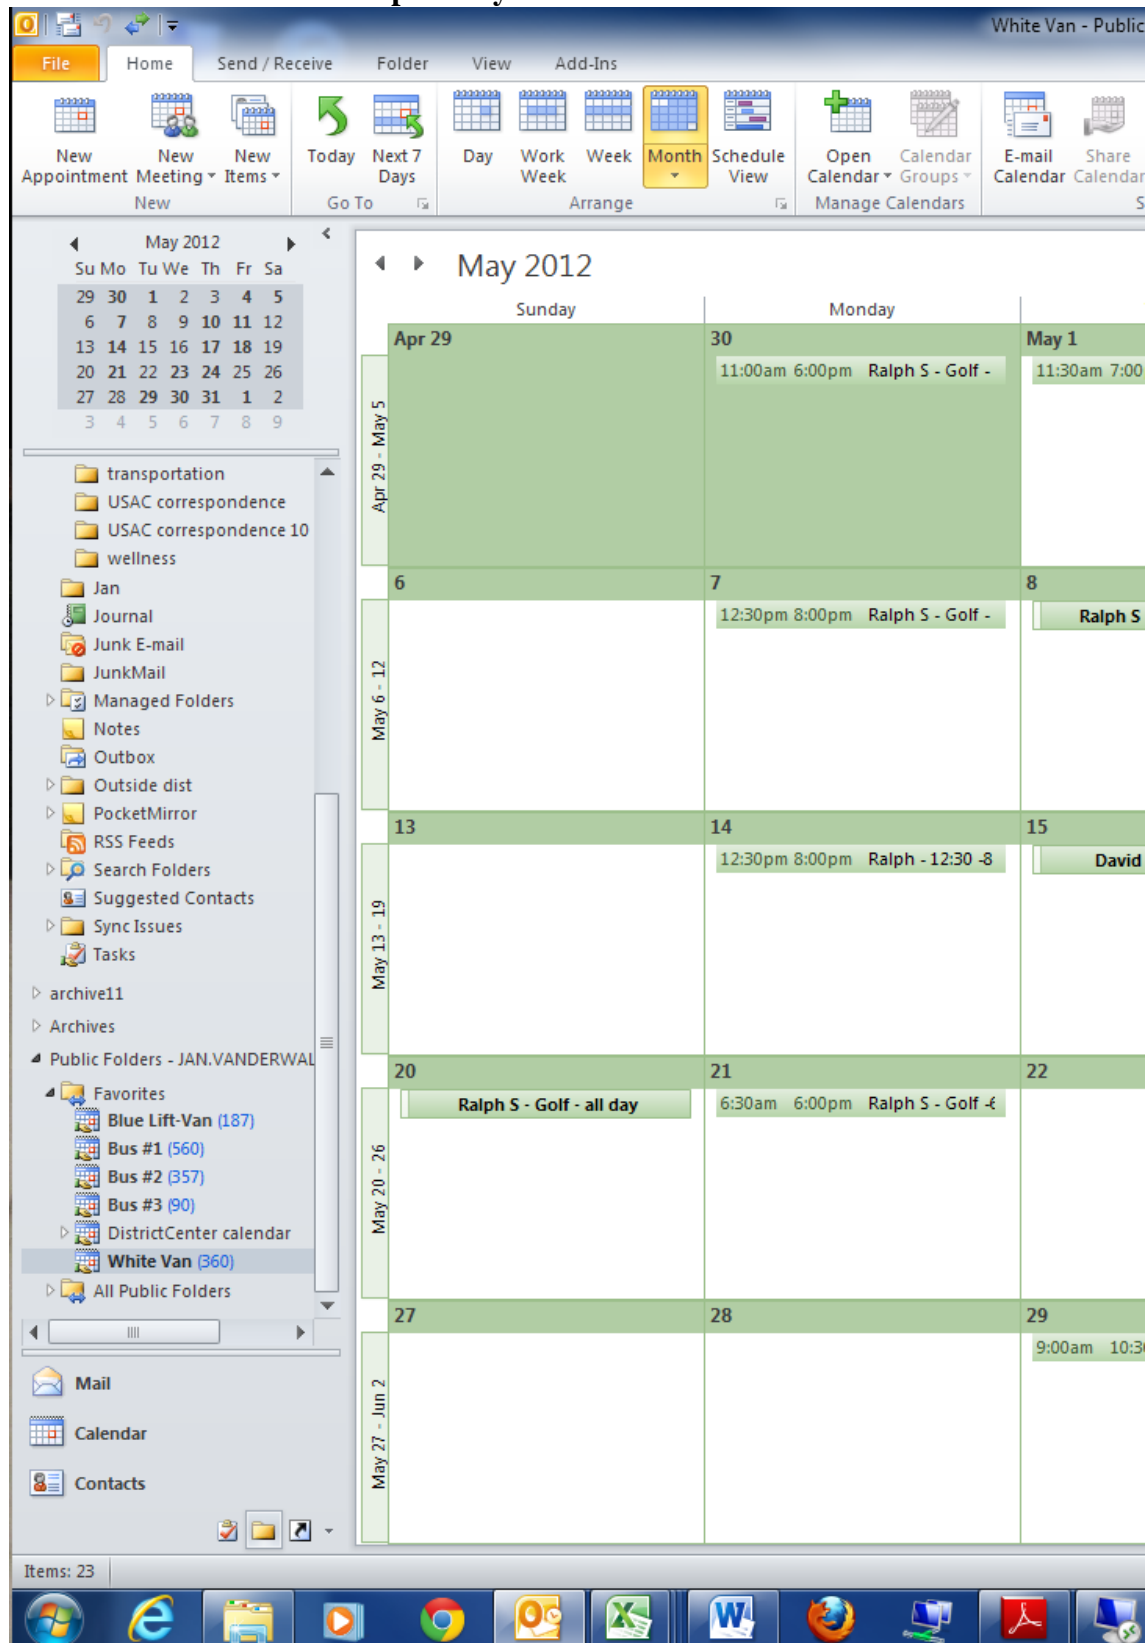 White Van - Public
File Home Send / Receive Folder View Add-Ins
New Appointment
New Meeting
New Items
Today
Next 7 Days
Day
Work Week
Week
Month
Schedule View
Open Calendar
Calendar Groups
E-mail Calendar
Share Calendar
New
Go To
Arrange
Manage Calendars
S
May 2012
Su Mo Tu We Th Fr Sa
29 30 1 2 3 4 5
6 7 8 9 10 11 12
13 14 15 16 17 18 19
20 21 22 23 24 25 26
27 28 29 30 31 1 2
3 4 5 6 7 8 9
transportation
USAC correspondence
USAC correspondence 10
wellness
Jan
Journal
Junk E-mail
JunkMail
Managed Folders
Notes
Outbox
Outside dist
PocketMirror
RSS Feeds
Search Folders
Suggested Contacts
Sync Issues
Tasks
archive11
Archives
Public Folders - JAN.VANDERWAL
Favorites
Blue Lift-Van (187)
Bus #1 (560)
Bus #2 (357)
Bus #3 (90)
DistrictCenter calendar
White Van (360)
All Public Folders
Mail
Calendar
Contacts
May 2012
Sunday Monday
Apr 29 - May 5
Apr 29 30 May 1
11:00am 6:00pm Ralph S - Golf -
11:30am 7:00
May 6 - 12
6 7 8
12:30pm 8:00pm Ralph S - Golf -
Ralph S
May 13 - 19
13 14 15
12:30pm 8:00pm Ralph - 12:30 -8
David
May 20 - 26
20 21 22
Ralph S - Golf - all day
6:30am 6:00pm Ralph S - Golf -6
May 27 - Jun 2
27 28 29
9:00am 10:30
Items: 23